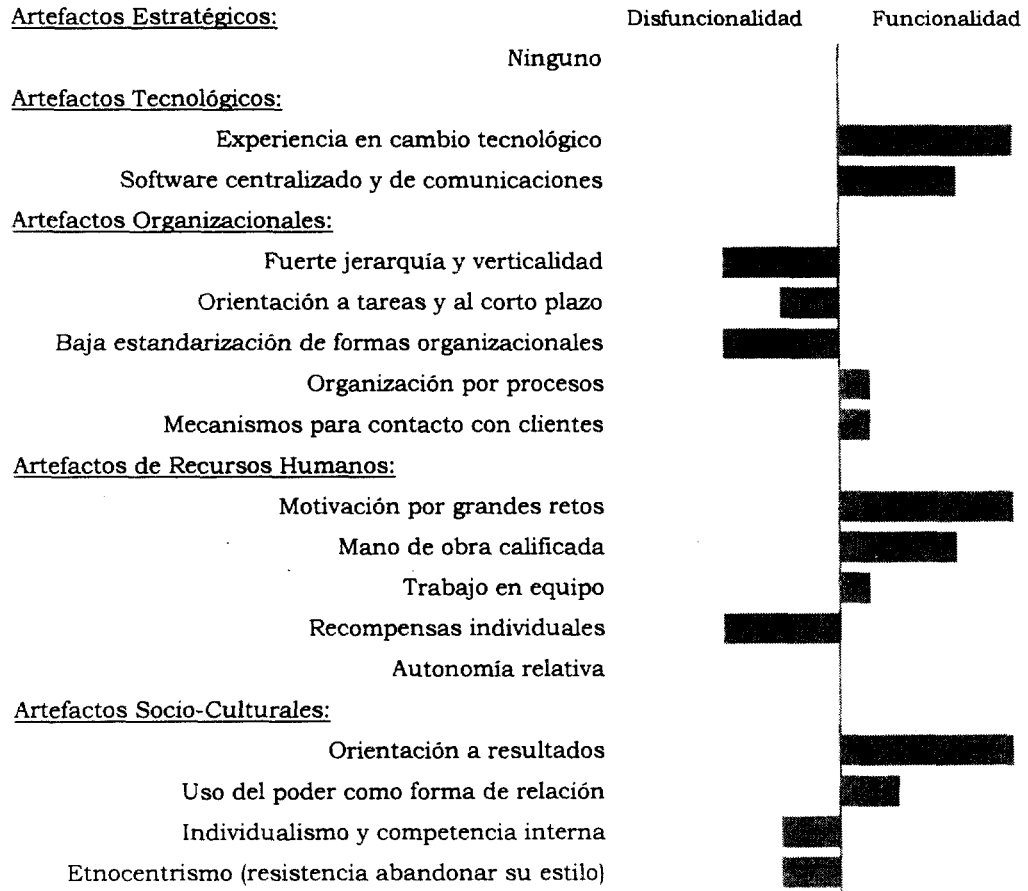 Artefactos Estratégicos: Disfuncionalidad Funcionalidad
Ninguno
Artefactos Tecnológicos:
Experiencia en cambio tecnológico
Software centralizado y de comunicaciones
Artefactos Organizacionales:
Fuerte jerarquía y verticalidad
Orientación a tareas y al corto plazo
Baja estandarización de formas organizacionales
Organización por procesos
Mecanismos para contacto con clientes
Artefactos de Recursos Humanos:
Motivación por grandes retos
Mano de obra calificada
Trabajo en equipo
Recompensas individuales
Autonomía relativa
Artefactos Socio-Culturales:
Orientación a resultados
Uso del poder como forma de relación
Individualismo y competencia interna
Etnocentrismo (resistencia abandonar su estilo)